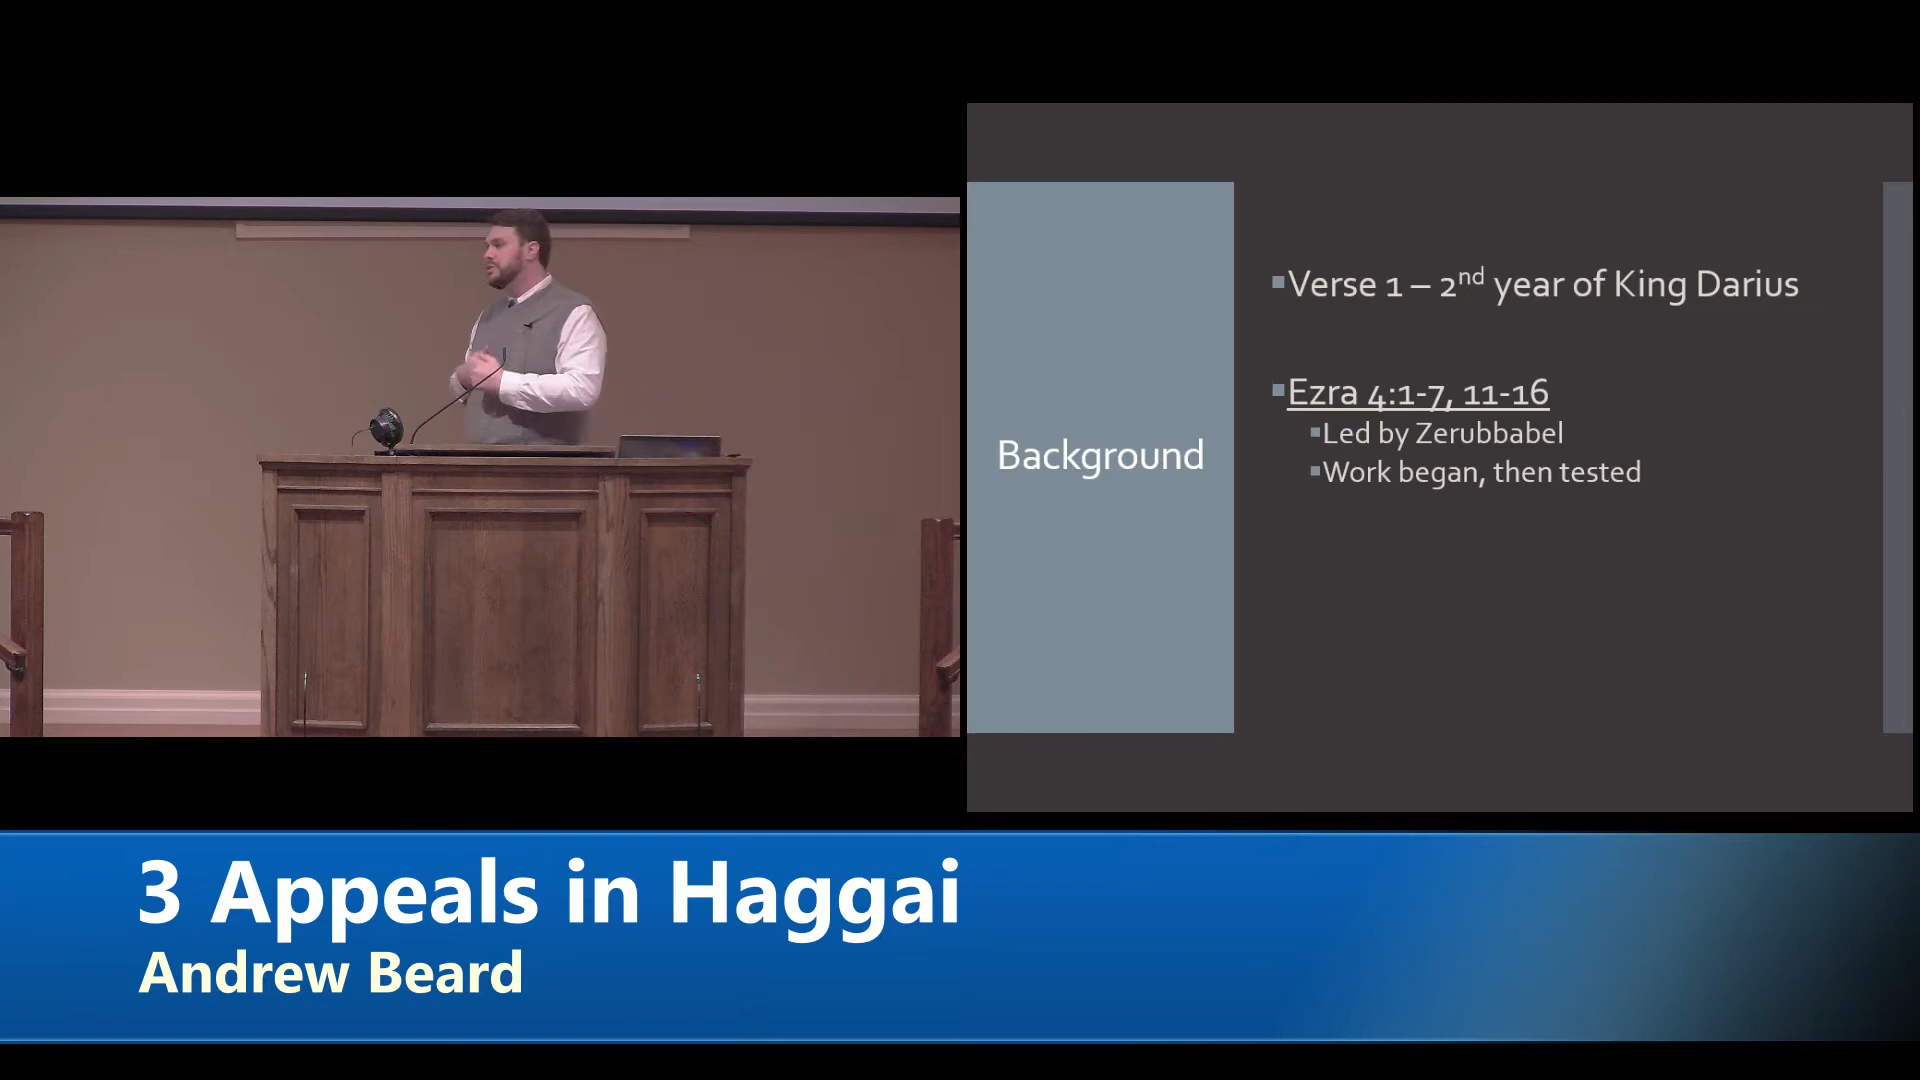 Background
▪Verse 1 – 2nd year of King Darius
▪Ezra 4:1-7, 11-16
▪Led by Zerubbabel
▪Work began, then tested
3 Appeals in Haggai
Andrew Beard